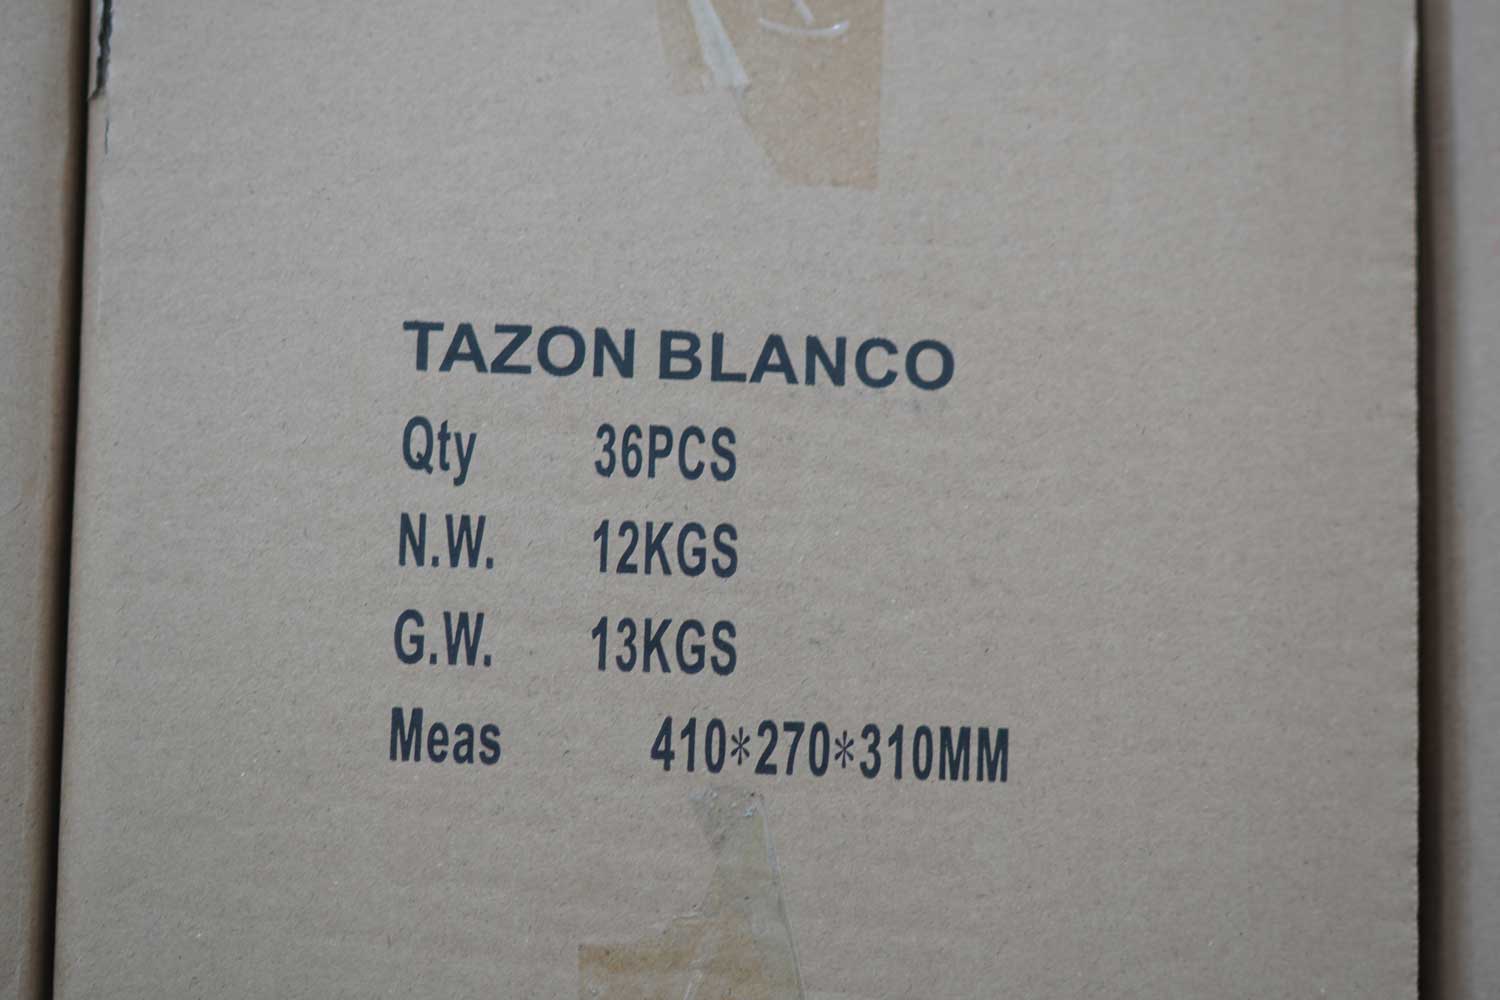 TAZON BLANCO
Qty 36PCS
N.W. 12KGS
G.W. 13KGS
Meas 410*270*310MM